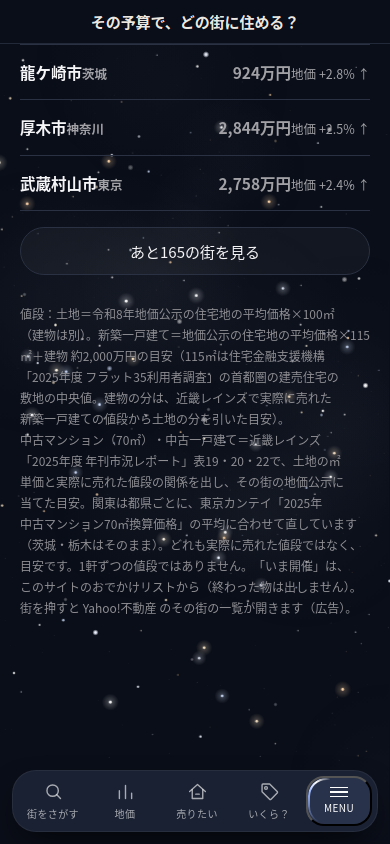 その予算で、どの街に住める？
龍ケ崎市茨城 924万円地価 +2.8% ↑
厚木市神奈川 2,844万円地価 +2.5% ↑
武蔵村山市東京 2,758万円地価 +2.4% ↑
あと165の街を見る
値段：土地＝令和8年地価公示の住宅地の平均価格×100㎡
（建物は別）。新築一戸建て＝地価公示の住宅地の平均価格×115
㎡＋建物 約2,000万円の目安（115㎡は住宅金融支援機構
「2025年度 フラット35利用者調査」の首都圏の建売住宅の
敷地の中央値。建物の分は、近畿レインズで実際に売れた
新築一戸建ての値段から土地の分を引いた目安）。
中古マンション（70㎡）・中古一戸建て＝近畿レインズ
「2025年度 年刊市況レポート」表19・20・22で、土地の㎡
単価と実際に売れた値段の関係を出し、その街の地価公示に
当てた目安。関東は都県ごとに、東京カンテイ「2025年
中古マンション70㎡換算価格」の平均に合わせて直しています
（茨城・栃木はそのまま）。どれも実際に売れた値段ではなく、
目安です。1軒ずつの値段ではありません。「いま開催」は、
このサイトのおでかけリストから（終わった物は出しません）。
街を押すと Yahoo!不動産 のその街の一覧が開きます（広告）。
街をさがす 地価 売りたい いくら？ MENU